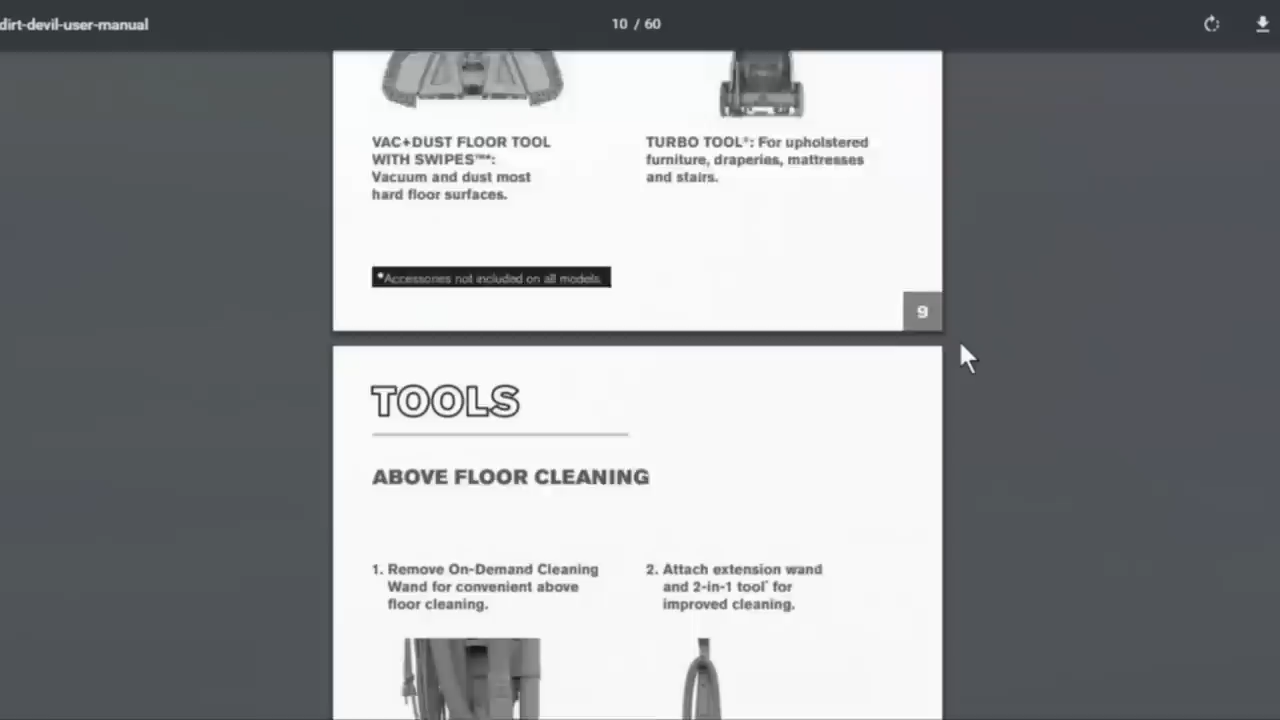 dirt-devil-user-manual
10 / 60
VAC+DUST FLOOR TOOL
WITH SWIPES™*:
Vacuum and dust most
hard floor surfaces.
TURBO TOOL*: For upholstered
furniture, draperies, mattresses
and stairs.
*Accessories not included on all models.
9
TOOLS
ABOVE FLOOR CLEANING
1. Remove On-Demand Cleaning
Wand for convenient above
floor cleaning.
2. Attach extension wand
and 2-in-1 tool* for
improved cleaning.